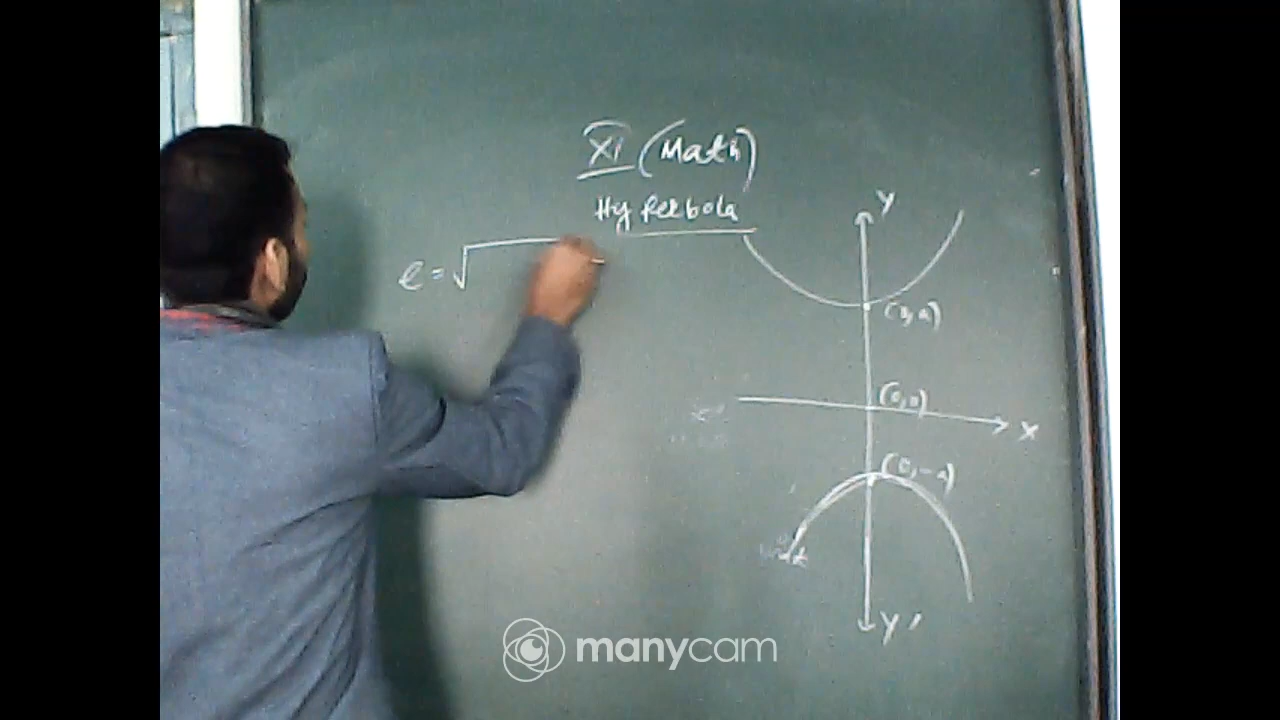 XI (Math)
Hyperbola
e = √
Y
(0, a)
(0, 0)
X
(0, -a)
Y'
manycam